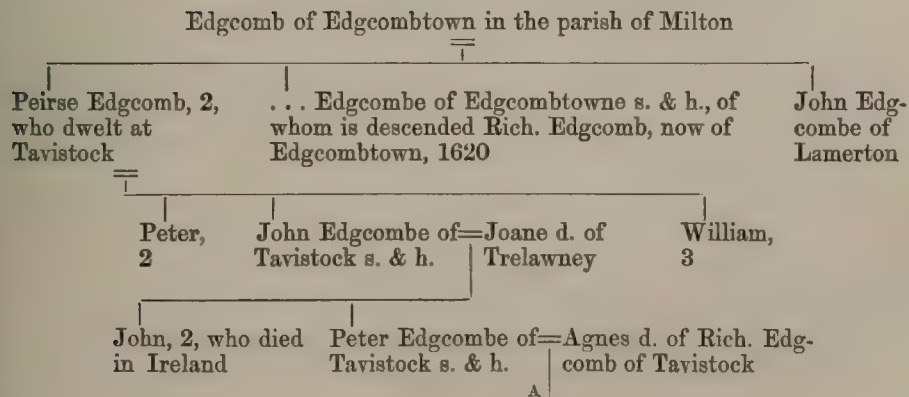 Edgcomb of Edgcombtown in the parish of Milton
Peirse Edgcomb, 2,
who dwelt at
Tavistock
. . . Edgcombe of Edgcombtowne s. & h., of
whom is descended Rich. Edgcomb, now of
Edgcombtown, 1620
John Edg-
combe of
Lamerton
Peter,
2
John Edgcombe of=Joane d. of
Tavistock s. & h. Trelawney
William,
3
John, 2, who died
in Ireland
Peter Edgcombe of=Agnes d. of Rich. Edg-
Tavistock s. & h. comb of Tavistock
A